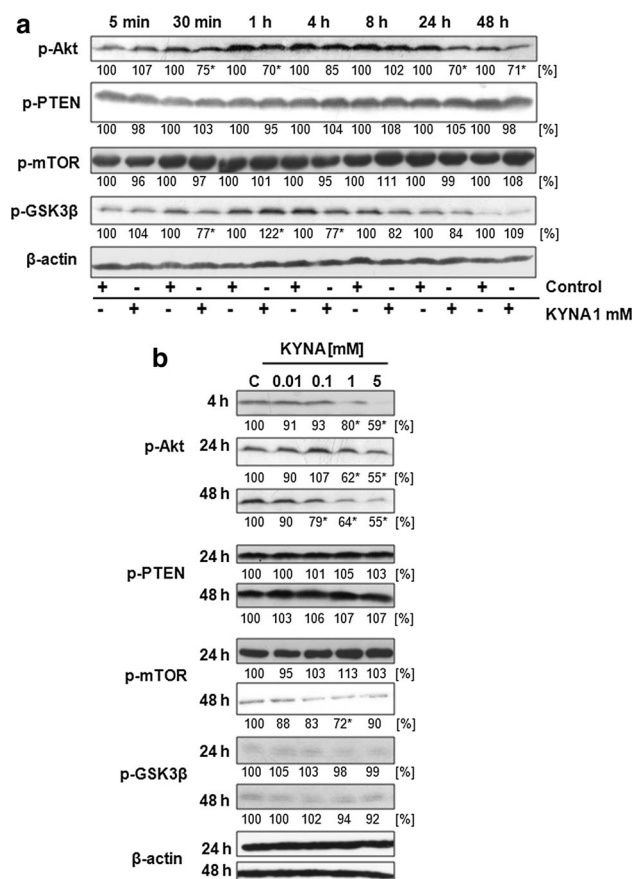 a
5 min 30 min 1 h 4 h 8 h 24 h 48 h
p-Akt
100 107 100 75* 100 70* 100 85 100 102 100 70* 100 71* [%]
p-PTEN
100 98 100 103 100 95 100 104 100 108 100 105 100 98 [%]
p-mTOR
100 96 100 97 100 101 100 95 100 111 100 99 100 108 [%]
p-GSK3β
100 104 100 77* 100 122* 100 77* 100 82 100 84 100 109 [%]
β-actin
+ - + - + - + - + - + - + - Control
- + - + - + - + - + - + - + KYNA 1 mM
b
KYNA [mM]
C 0.01 0.1 1 5
4 h
100 91 93 80* 59* [%]
p-Akt 24 h
100 90 107 62* 55* [%]
48 h
100 90 79* 64* 55* [%]
24 h
p-PTEN
100 100 101 105 103 [%]
48 h
100 103 106 107 107 [%]
24 h
p-mTOR
100 95 103 113 103 [%]
48 h
100 88 83 72* 90 [%]
24 h
p-GSK3β
100 105 103 98 99 [%]
48 h
100 100 102 94 92 [%]
24 h
β-actin
48 h